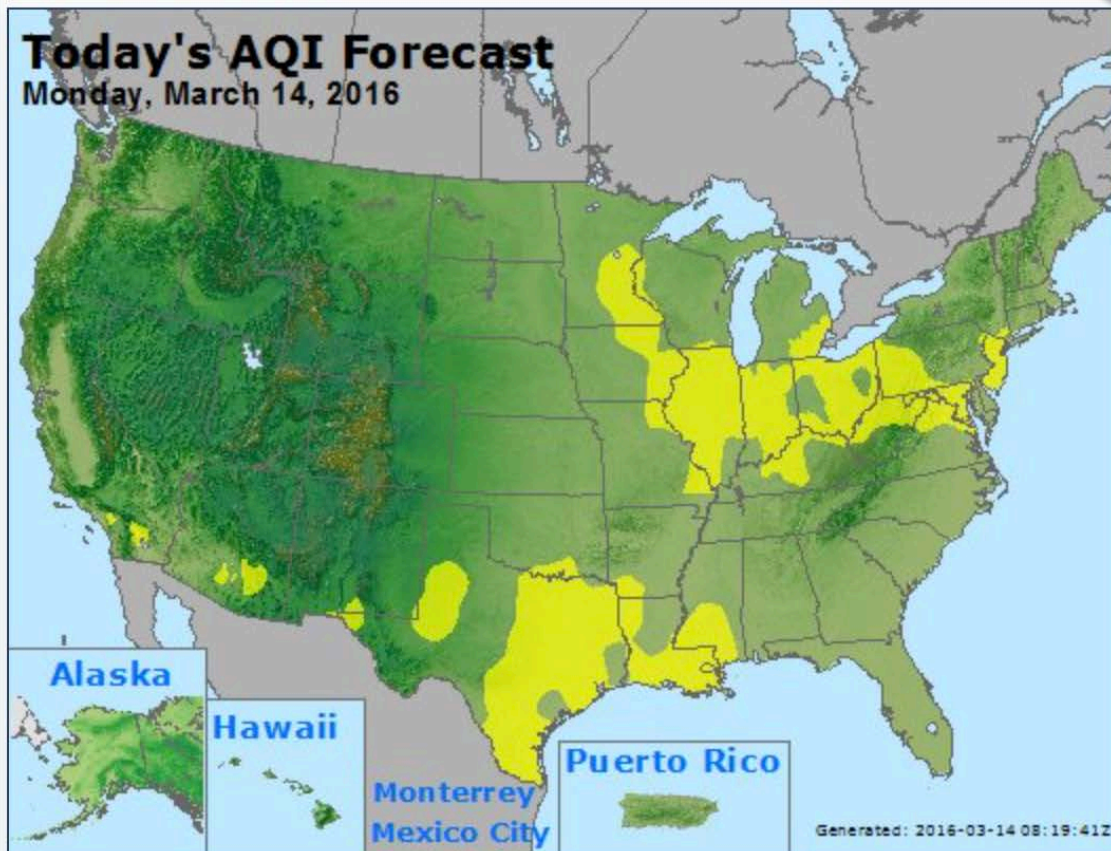 Today's AQI Forecast
Monday, March 14, 2016
Alaska
Hawaii
Monterrey
Mexico City
Puerto Rico
Generated: 2016-03-14 08:19:41Z